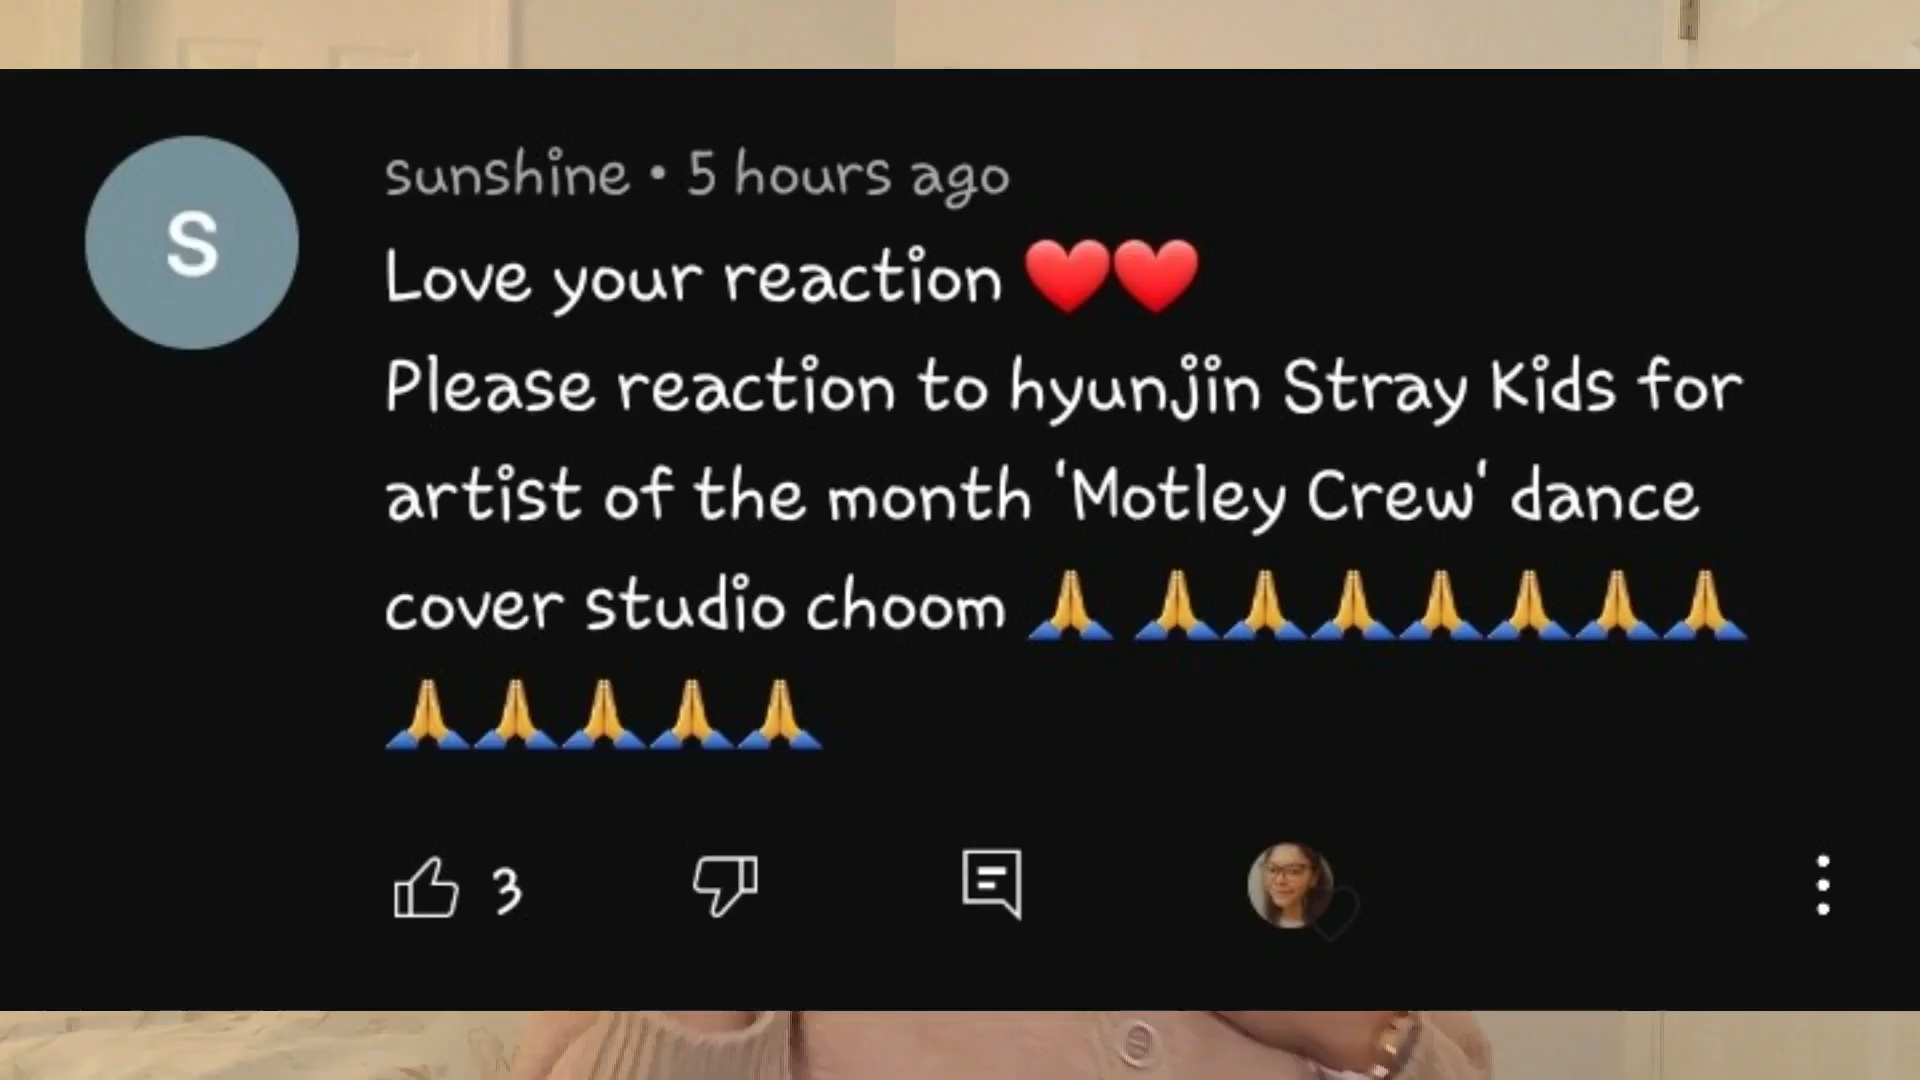 S
sunshine • 5 hours ago
Love your reaction ❤️❤️
Please reaction to hyunjin Stray Kids for
artist of the month ‘Motley Crew‘ dance
cover studio choom 🙏 🙏🙏🙏🙏🙏🙏🙏
🙏🙏🙏🙏🙏
3